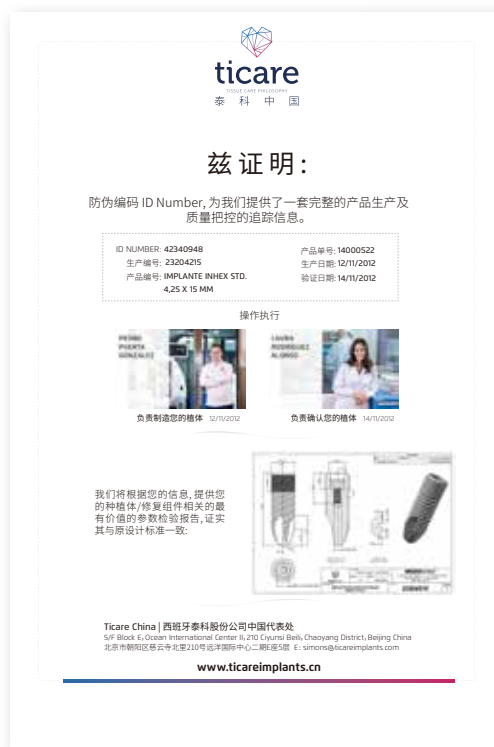 ticare
TISSUE CARE PHILOSOPHY
泰科中国
兹证明:
防伪编码 ID Number, 为我们提供了一套完整的产品生产及
质量把控的追踪信息。
ID NUMBER: 42340948
生产编号: 23204215
产品编号: IMPLANTE INHEX STD.
4,25 X 15 MM
产品单号: 14000522
生产日期: 12/11/2012
验证日期: 14/11/2012
操作执行
PEDRO
PUERTA
GONZALEZ
LAURA
RODRIGUEZ
ALONSO
负责制造您的植体 12/11/2012
负责确认您的植体 14/11/2012
我们将根据您的信息, 提供您
的种植体/修复组件相关的最
有价值的参数检验报告, 证实
其与原设计标准一致:
Ticare China | 西班牙泰科股份公司中国代表处
5/F Block E, Ocean International Center II, 210 Ciyunsi Beili, Chaoyang District, Beijing China
北京市朝阳区慈云寺北里210号远洋国际中心二期E座5层 E: simons@ticareimplants.com
www.ticareimplants.cn